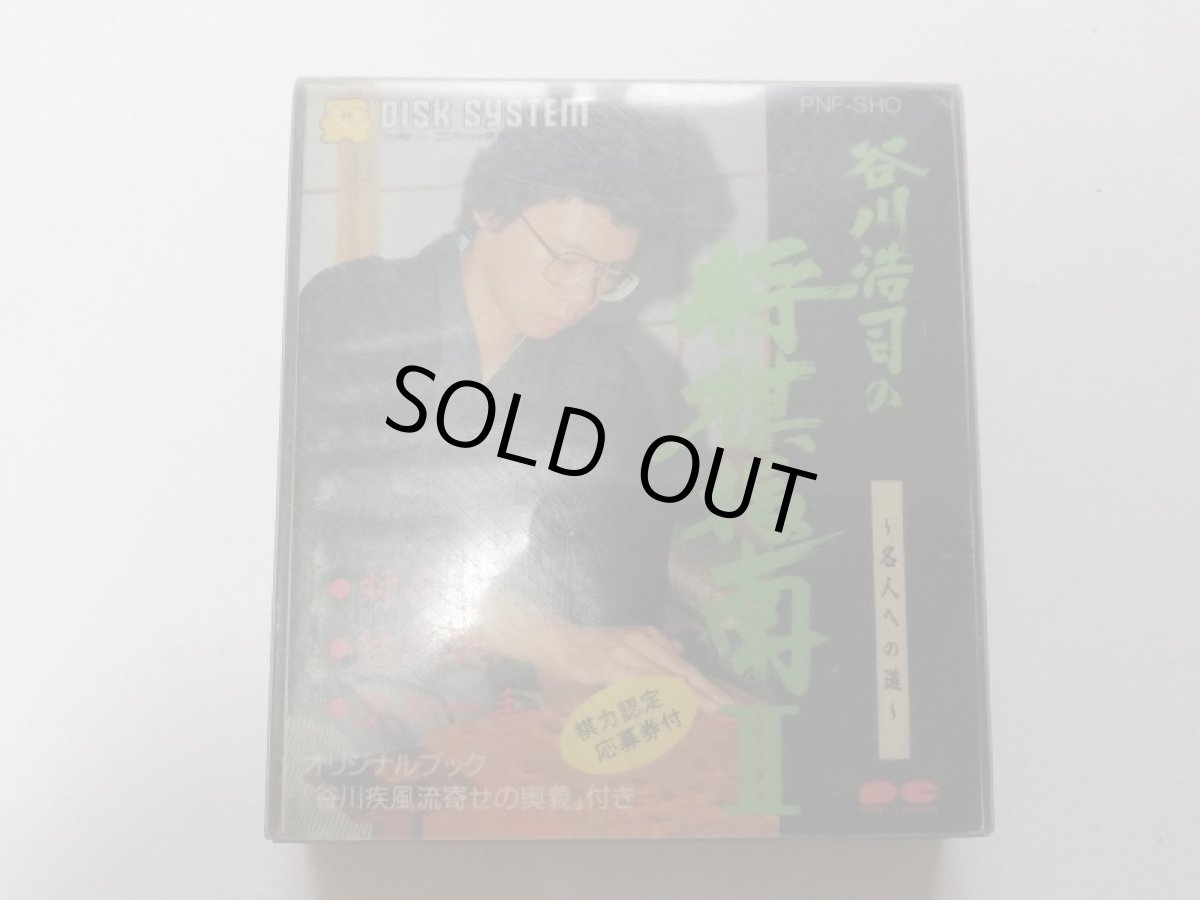 DISK SYSTEM
PNF-SHO
谷川浩司の
将棋指南II
～名人への道～
SOLD OUT
棋力認定
応募券付
オリジナルブック
「谷川疾風流寄せの奥義」付き